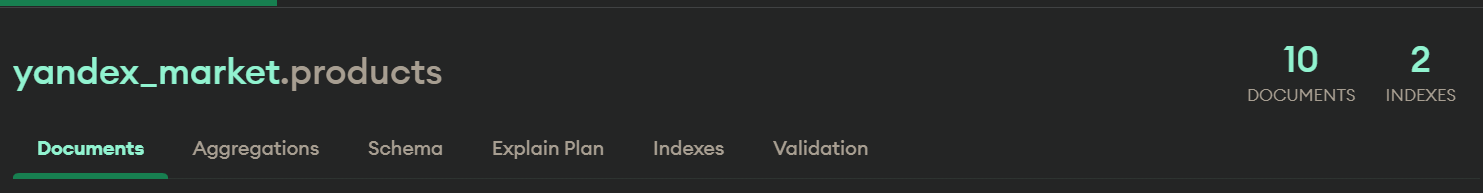 yandex_market.products
10 2
DOCUMENTS INDEXES
Documents Aggregations Schema Explain Plan Indexes Validation